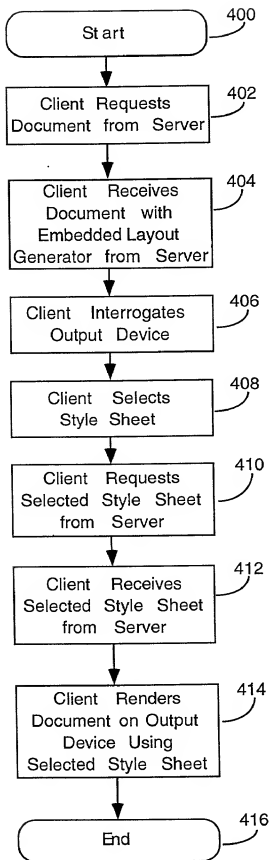 Start
400
Client Requests
Document from Server
402
Client Receives
Document with
Embedded Layout
Generator from Server
404
Client Interrogates
Output Device
406
Client Selects
Style Sheet
408
Client Requests
Selected Style Sheet
from Server
410
Client Receives
Selected Style Sheet
from Server
412
Client Renders
Document on Output
Device Using
Selected Style Sheet
414
End
416